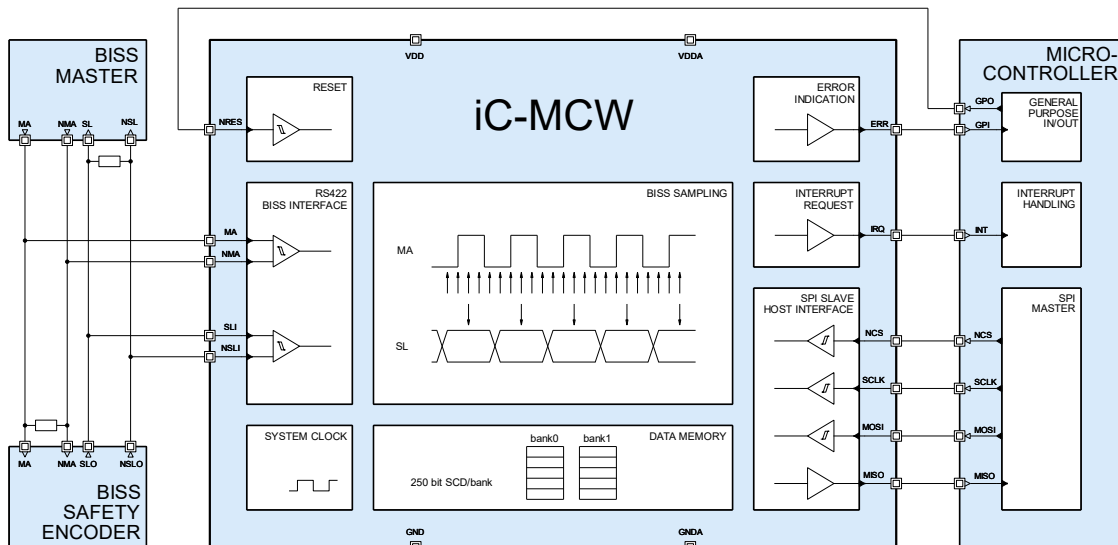 BISS
MASTER
MA
NMA
SL
NSL
MA
NMA
SLO
NSLO
BISS
SAFETY
ENCODER
VDD
VDDA
iC-MCW
RESET
NRES
RS422
BISS INTERFACE
MA
NMA
SLI
NSLI
SYSTEM CLOCK
BISS SAMPLING
MA
SL
DATA MEMORY
bank0
bank1
250 bit SCD/bank
GND
GNDA
ERROR
INDICATION
ERR
INTERRUPT
REQUEST
IRQ
SPI SLAVE
HOST INTERFACE
NCS
SCLK
MOSI
MISO
MICRO-
CONTROLLER
GPO
GPI
GENERAL
PURPOSE
IN/OUT
INT
INTERRUPT
HANDLING
SPI
MASTER
NCS
SCLK
MOSI
MISO